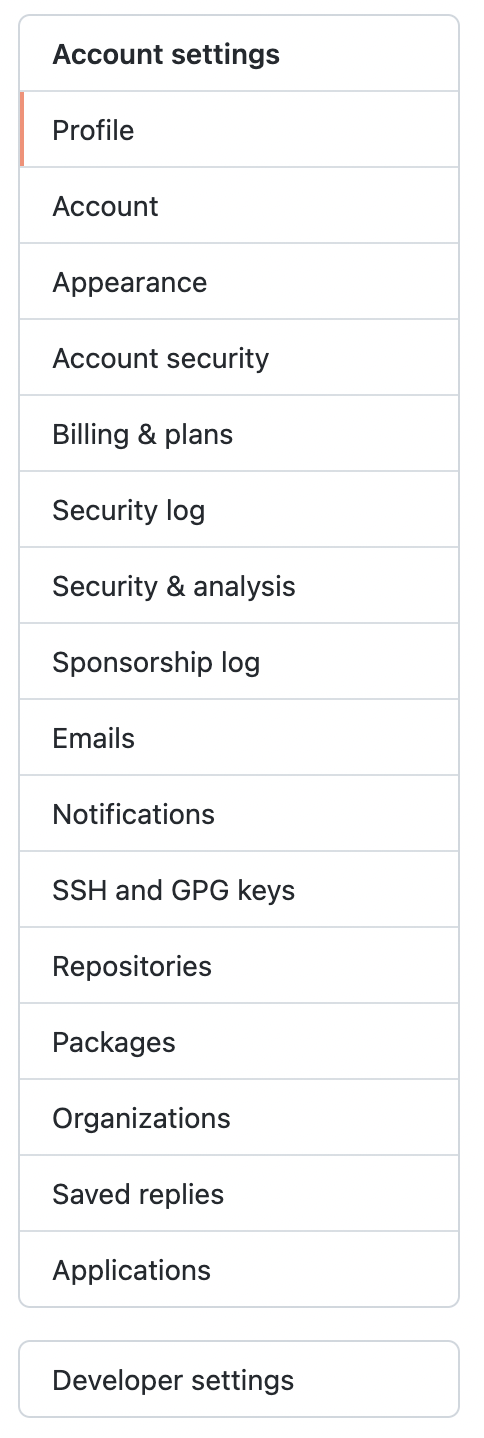 Account settings
Profile
Account
Appearance
Account security
Billing & plans
Security log
Security & analysis
Sponsorship log
Emails
Notifications
SSH and GPG keys
Repositories
Packages
Organizations
Saved replies
Applications
Developer settings